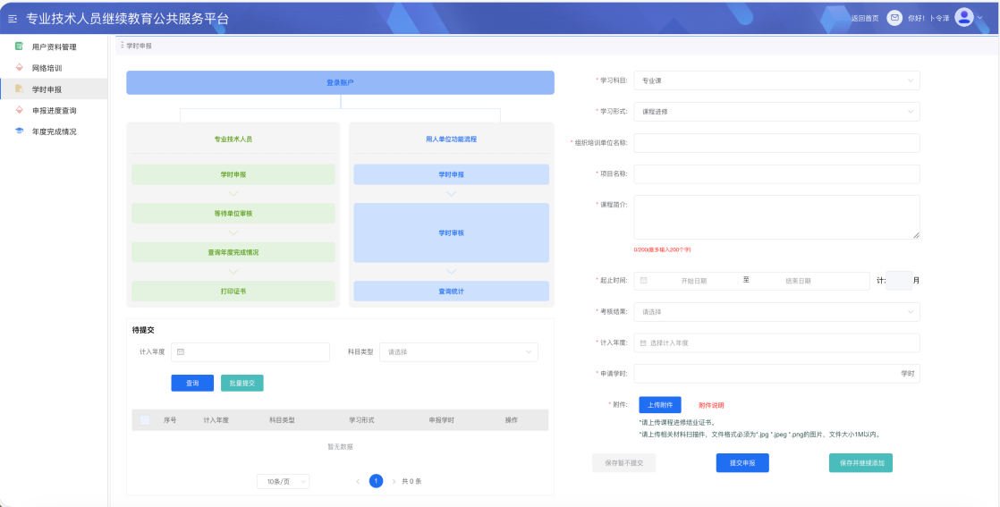 专业技术人员继续教育公共服务平台
返回首页
你好！卜令泽
用户资料管理
网络培训
学时申报
申报进度查询
年度完成情况
学时申报
登录账户
专业技术人员
学时申报
等待单位审核
查询年度完成情况
打印证书
用人单位功能流程
学时申报
学时审核
查询统计
待提交
计入年度
科目类型 请选择
查询 批量提交
序号 计入年度 科目类型 学习形式 申报学时 操作
暂无数据
10条/页 1 共 0 条
* 学习科目: 专业课
* 学习形式: 课程进修
* 组织培训单位名称:
* 项目名称:
* 课程简介:
0/200(最多输入200个字)
* 起止时间: 开始日期 至 结束日期 计: 月
* 考核结果: 请选择
* 计入年度: 选择计入年度
* 申请学时: 学时
* 附件: 上传附件 附件说明
*请上传课程进修结业证书。
*请上传相关材料扫描件，文件格式必须为*.jpg *.jpeg *.png的图片，文件大小1M以内。
保存暂不提交 提交申报 保存并继续添加